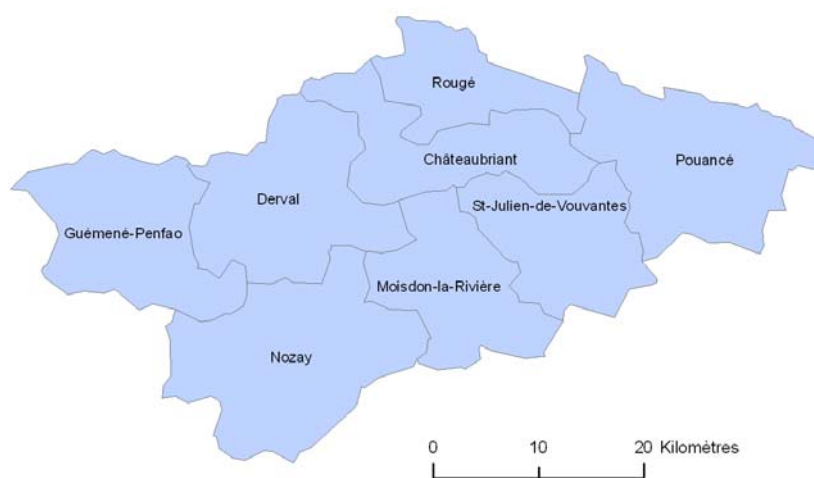 Rougé
Châteaubriant
Pouancé
Derval
St-Julien-de-Vouvantes
Guémené-Penfao
Moisdon-la-Rivière
Nozay
0 10 20 Kilomètres